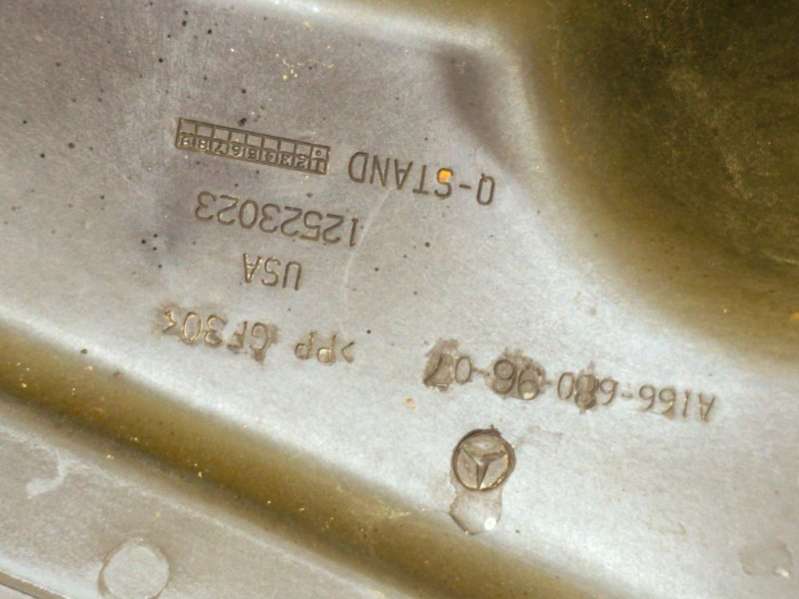 A166-680-96-07
>PP GF30<
USA
12523023
Q-STAND